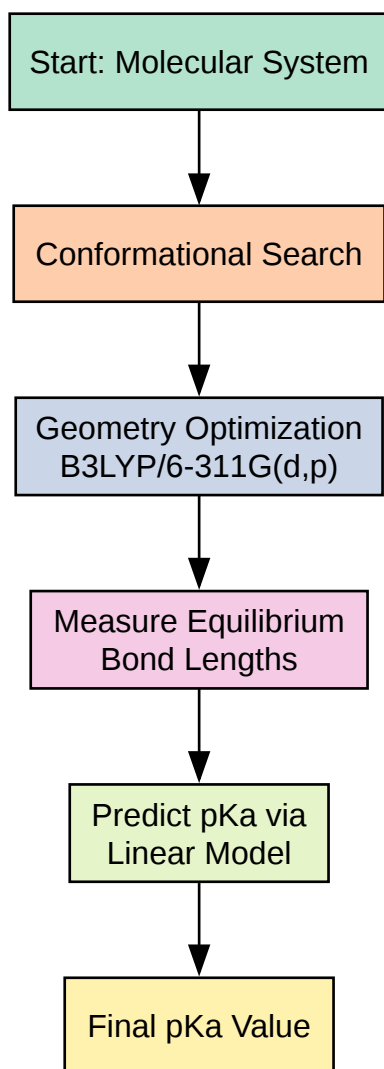 Start: Molecular System
Conformational Search
Geometry Optimization
B3LYP/6-311G(d,p)
Measure Equilibrium
Bond Lengths
Predict pKa via
Linear Model
Final pKa Value